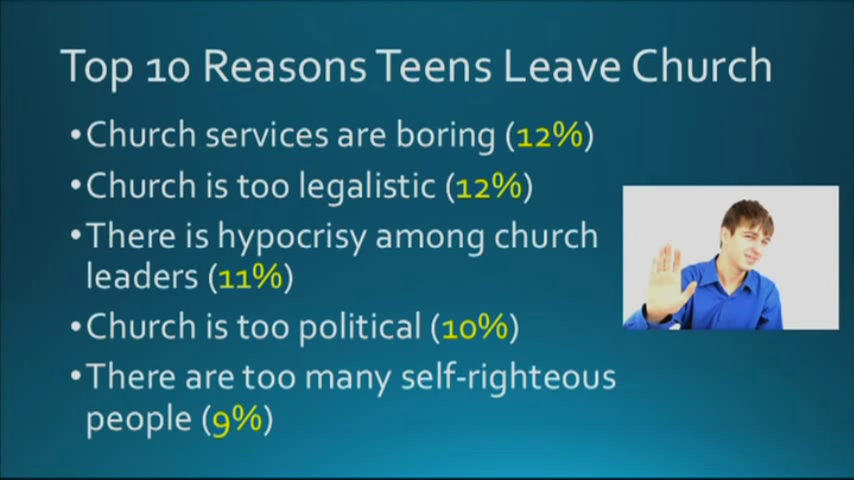 Top 10 Reasons Teens Leave Church
•Church services are boring (12%)
•Church is too legalistic (12%)
•There is hypocrisy among church
leaders (11%)
•Church is too political (10%)
•There are too many self-righteous
people (9%)